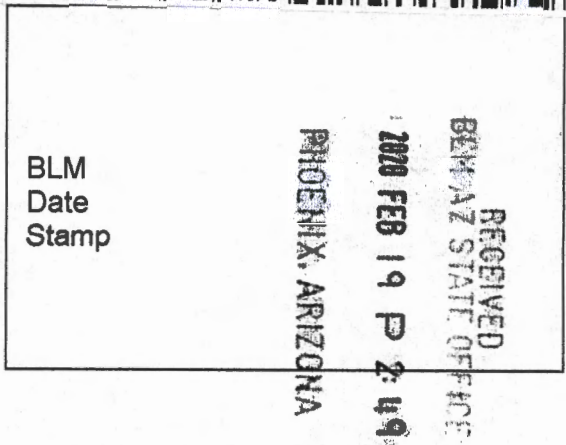 BLM
Date
Stamp
RECEIVED
BLM AZ STATE OFFICE
2020 FEB 19 P 2:49
PHOENIX, ARIZONA